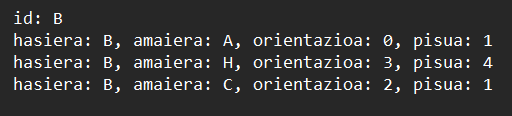 id: B
hasiera: B, amaiera: A, orientazioa: 0, pisua: 1
hasiera: B, amaiera: H, orientazioa: 3, pisua: 4
hasiera: B, amaiera: C, orientazioa: 2, pisua: 1